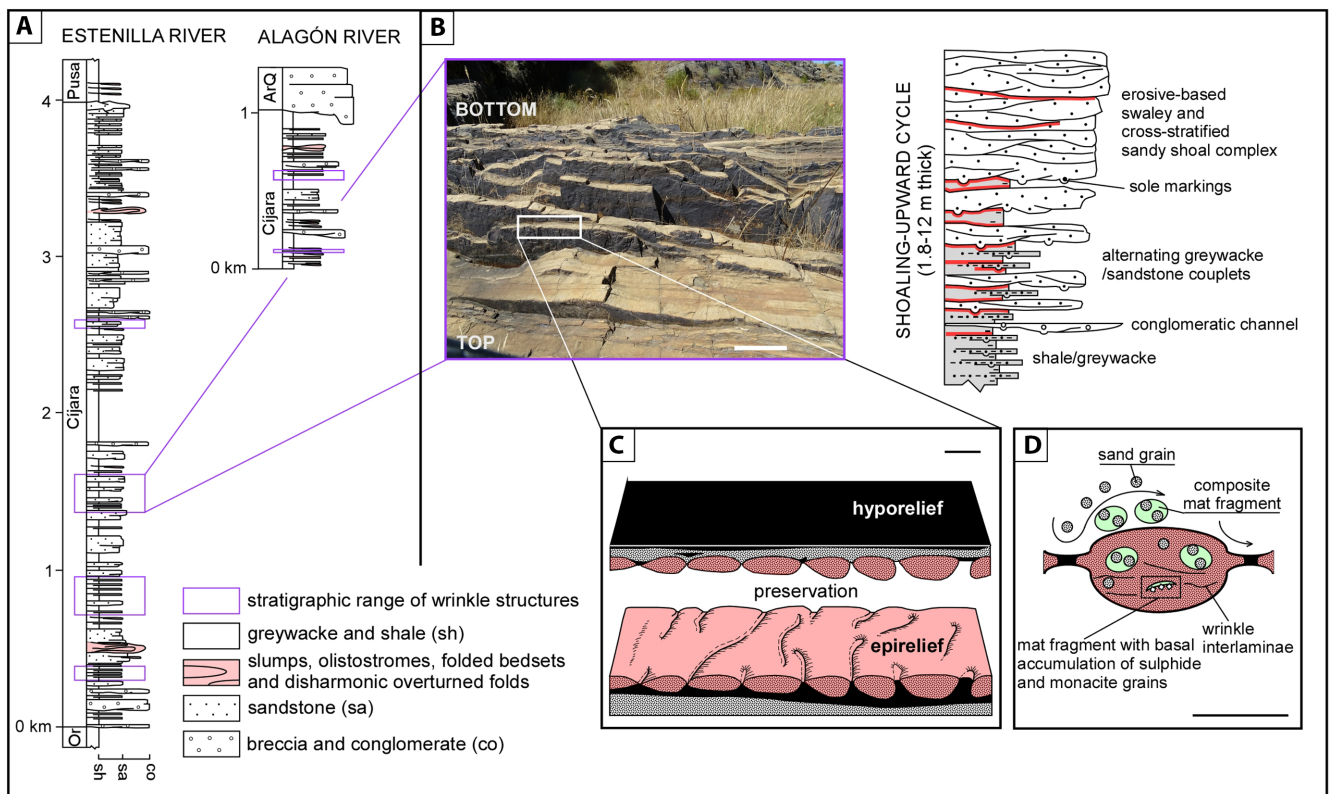 A
ESTENILLA RIVER
ALAGÓN RIVER
Pusa
4
3
2
Cijara
1
0 km
Or
sh
sa
co
ArQ
1
Cijara
0 km
stratigraphic range of wrinkle structures
greywacke and shale (sh)
slumps, olistostromes, folded bedsets
and disharmonic overturned folds
sandstone (sa)
breccia and conglomerate (co)
B
BOTTOM
TOP
SHOALING-UPWARD CYCLE
(1.8-12 m thick)
erosive-based
swaley and
cross-stratified
sandy shoal complex
sole markings
alternating greywacke
/sandstone couplets
conglomeratic channel
shale/greywacke
C
hyporelief
preservation
epirelief
D
sand grain
composite
mat fragment
wrinkle
interlaminae
mat fragment with basal
accumulation of sulphide
and monacite grains